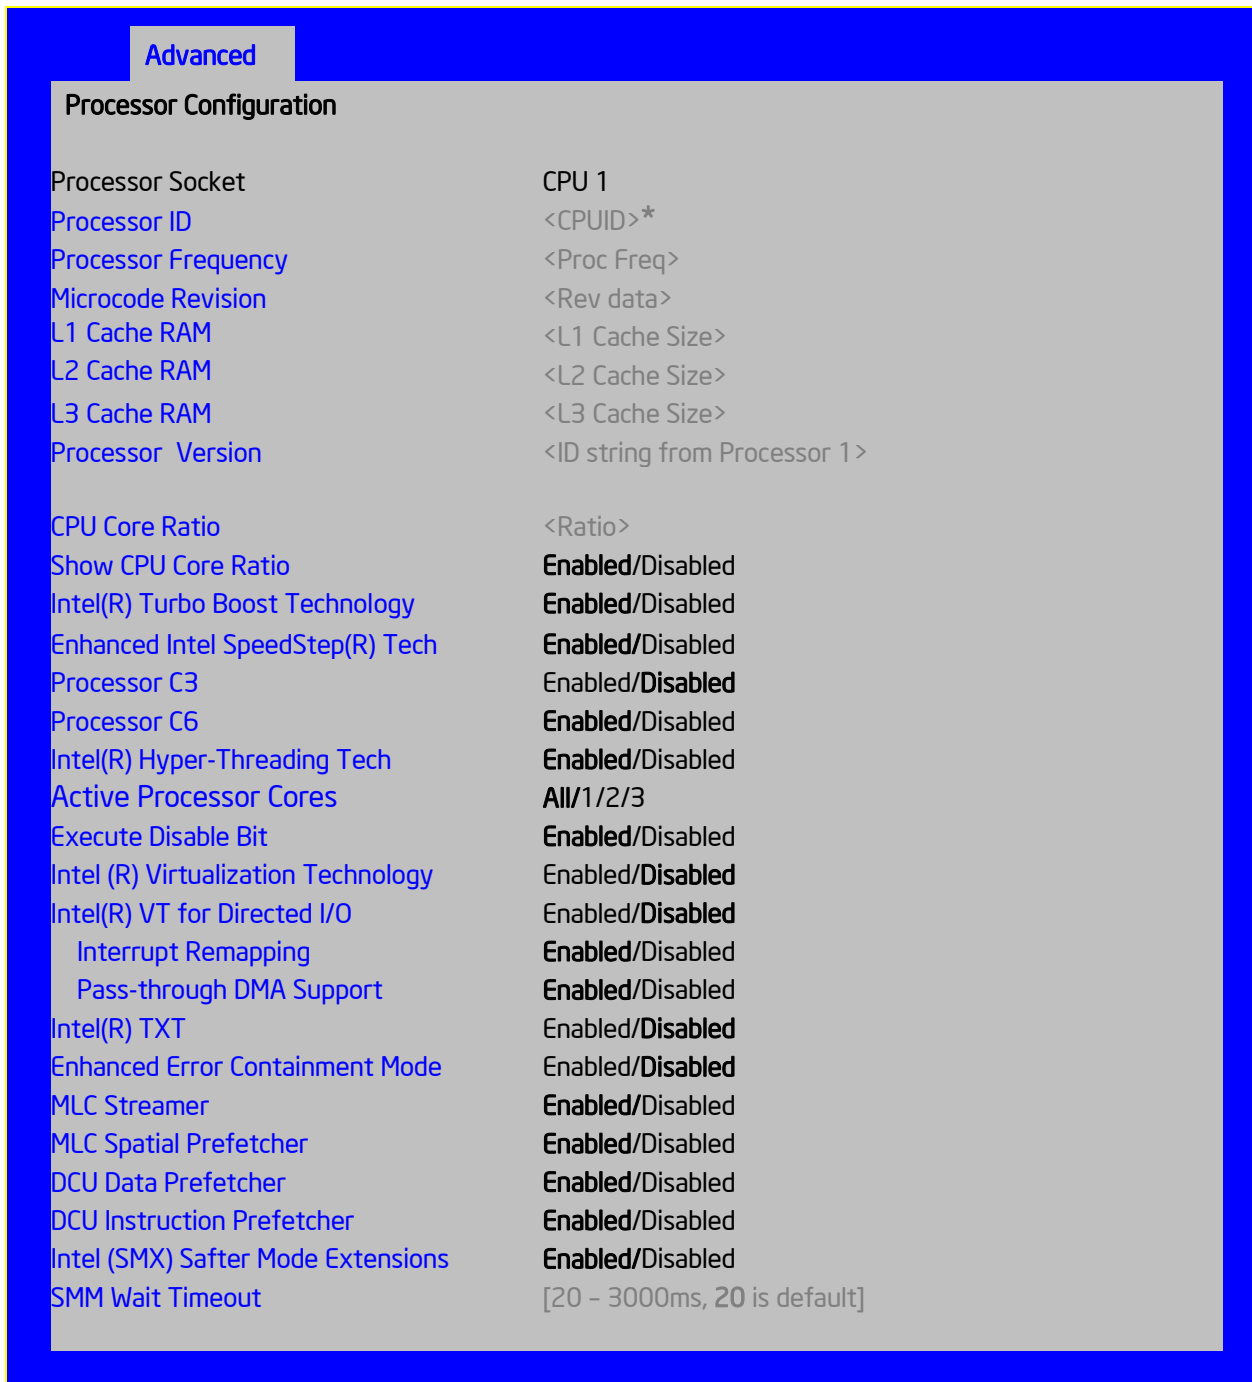 Advanced
Processor Configuration
Processor Socket CPU 1
Processor ID <CPUID>*
Processor Frequency <Proc Freq>
Microcode Revision <Rev data>
L1 Cache RAM <L1 Cache Size>
L2 Cache RAM <L2 Cache Size>
L3 Cache RAM <L3 Cache Size>
Processor Version <ID string from Processor 1>
CPU Core Ratio <Ratio>
Show CPU Core Ratio Enabled/Disabled
Intel(R) Turbo Boost Technology Enabled/Disabled
Enhanced Intel SpeedStep(R) Tech Enabled/Disabled
Processor C3 Enabled/Disabled
Processor C6 Enabled/Disabled
Intel(R) Hyper-Threading Tech Enabled/Disabled
Active Processor Cores All/1/2/3
Execute Disable Bit Enabled/Disabled
Intel (R) Virtualization Technology Enabled/Disabled
Intel(R) VT for Directed I/O Enabled/Disabled
Interrupt Remapping Enabled/Disabled
Pass-through DMA Support Enabled/Disabled
Intel(R) TXT Enabled/Disabled
Enhanced Error Containment Mode Enabled/Disabled
MLC Streamer Enabled/Disabled
MLC Spatial Prefetcher Enabled/Disabled
DCU Data Prefetcher Enabled/Disabled
DCU Instruction Prefetcher Enabled/Disabled
Intel (SMX) Safter Mode Extensions Enabled/Disabled
SMM Wait Timeout [20 – 3000ms, 20 is default]